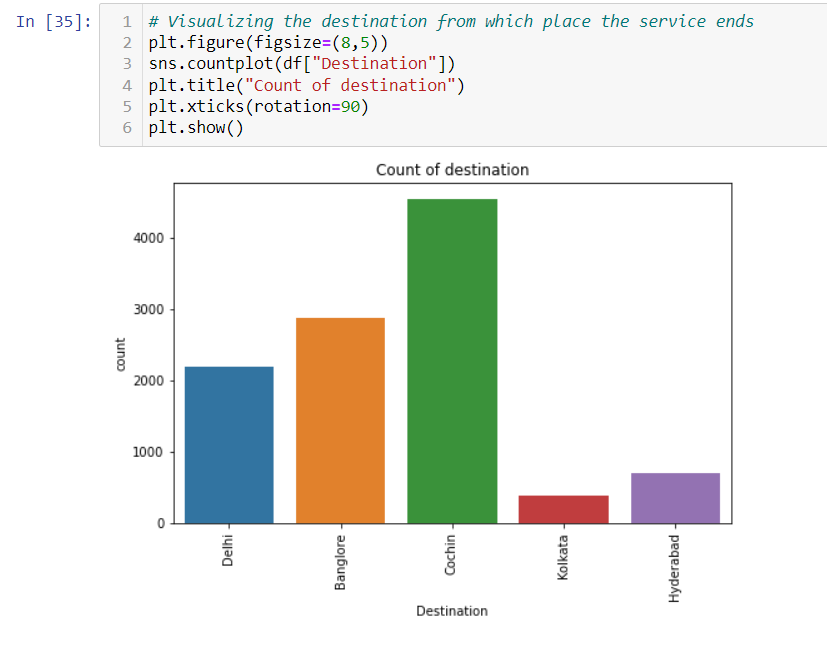 In [35]:
1 # Visualizing the destination from which place the service ends
2 plt.figure(figsize=(8,5))
3 sns.countplot(df["Destination"])
4 plt.title("Count of destination")
5 plt.xticks(rotation=90)
6 plt.show()
Count of destination
4000
3000
2000
1000
0
count
Delhi
Banglore
Cochin
Kolkata
Hyderabad
Destination